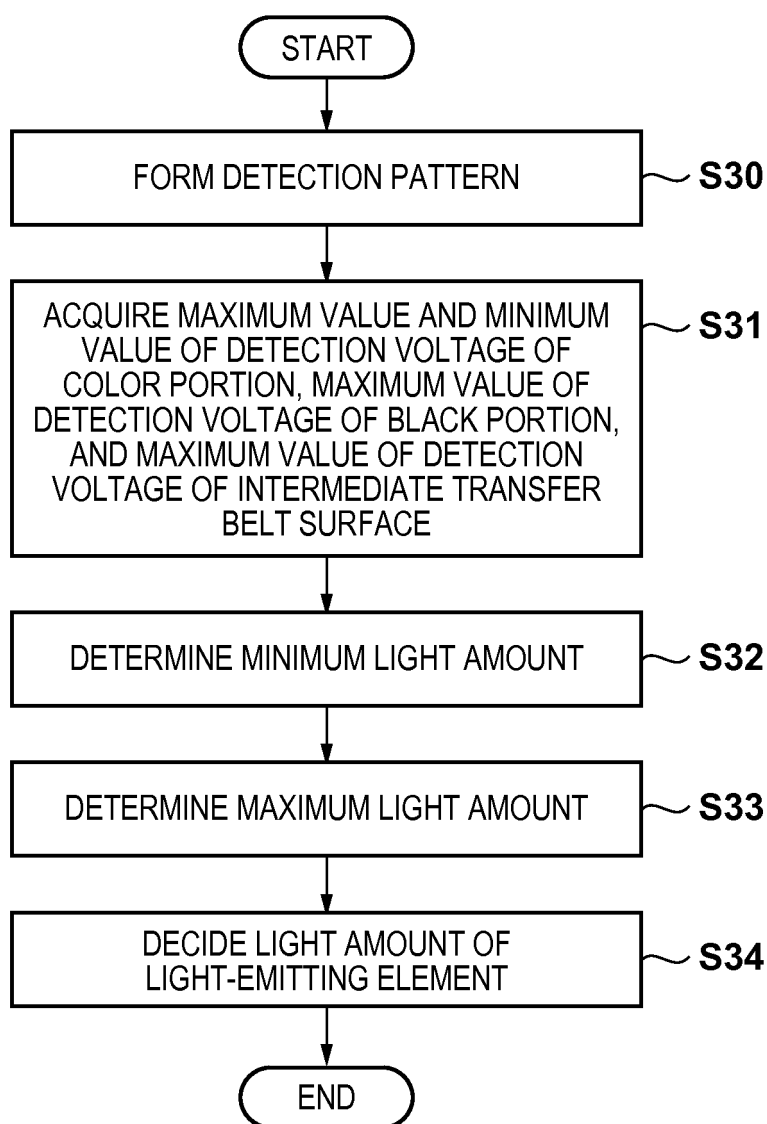 START
FORM DETECTION PATTERN
S30
ACQUIRE MAXIMUM VALUE AND MINIMUM
VALUE OF DETECTION VOLTAGE OF
COLOR PORTION, MAXIMUM VALUE OF
DETECTION VOLTAGE OF BLACK PORTION,
AND MAXIMUM VALUE OF DETECTION
VOLTAGE OF INTERMEDIATE TRANSFER
BELT SURFACE
S31
DETERMINE MINIMUM LIGHT AMOUNT
S32
DETERMINE MAXIMUM LIGHT AMOUNT
S33
DECIDE LIGHT AMOUNT OF
LIGHT-EMITTING ELEMENT
S34
END